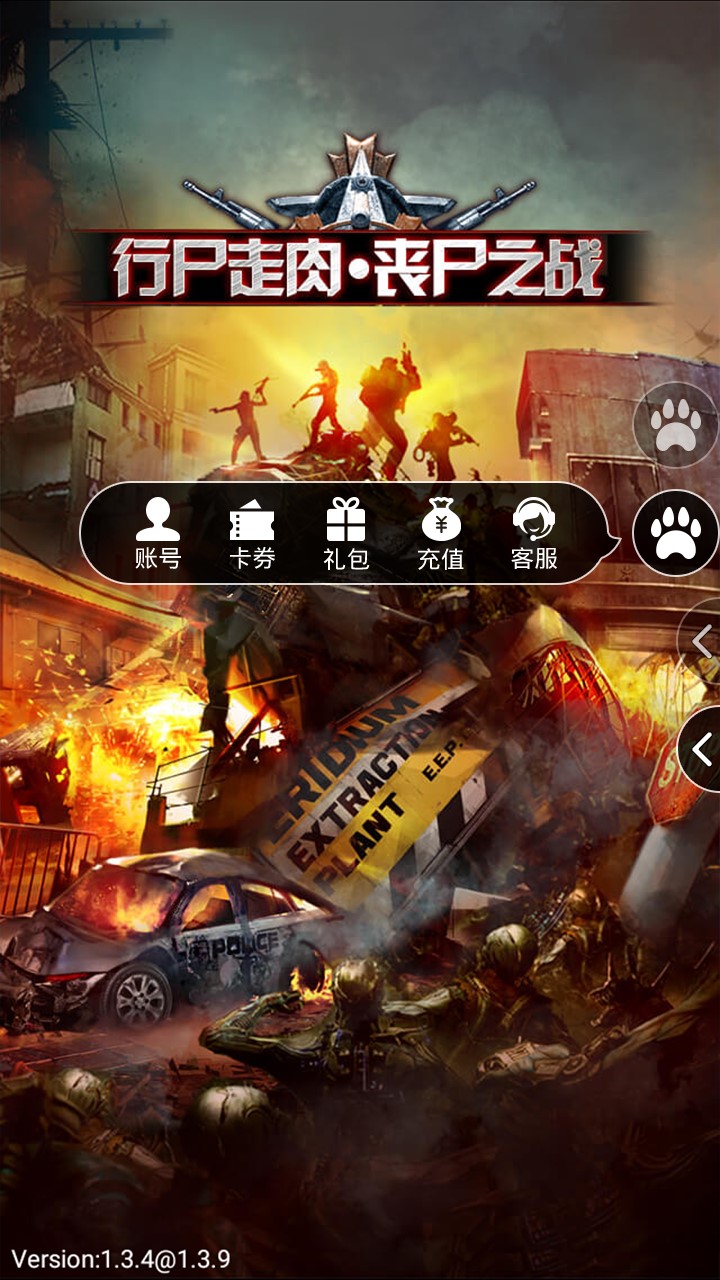 行尸走肉·丧尸之战
账号 卡券 礼包 充值 客服
ERIDIUM
EXTRACTION
PLANT E.E.P.
POLICE
Version:1.3.4@1.3.9